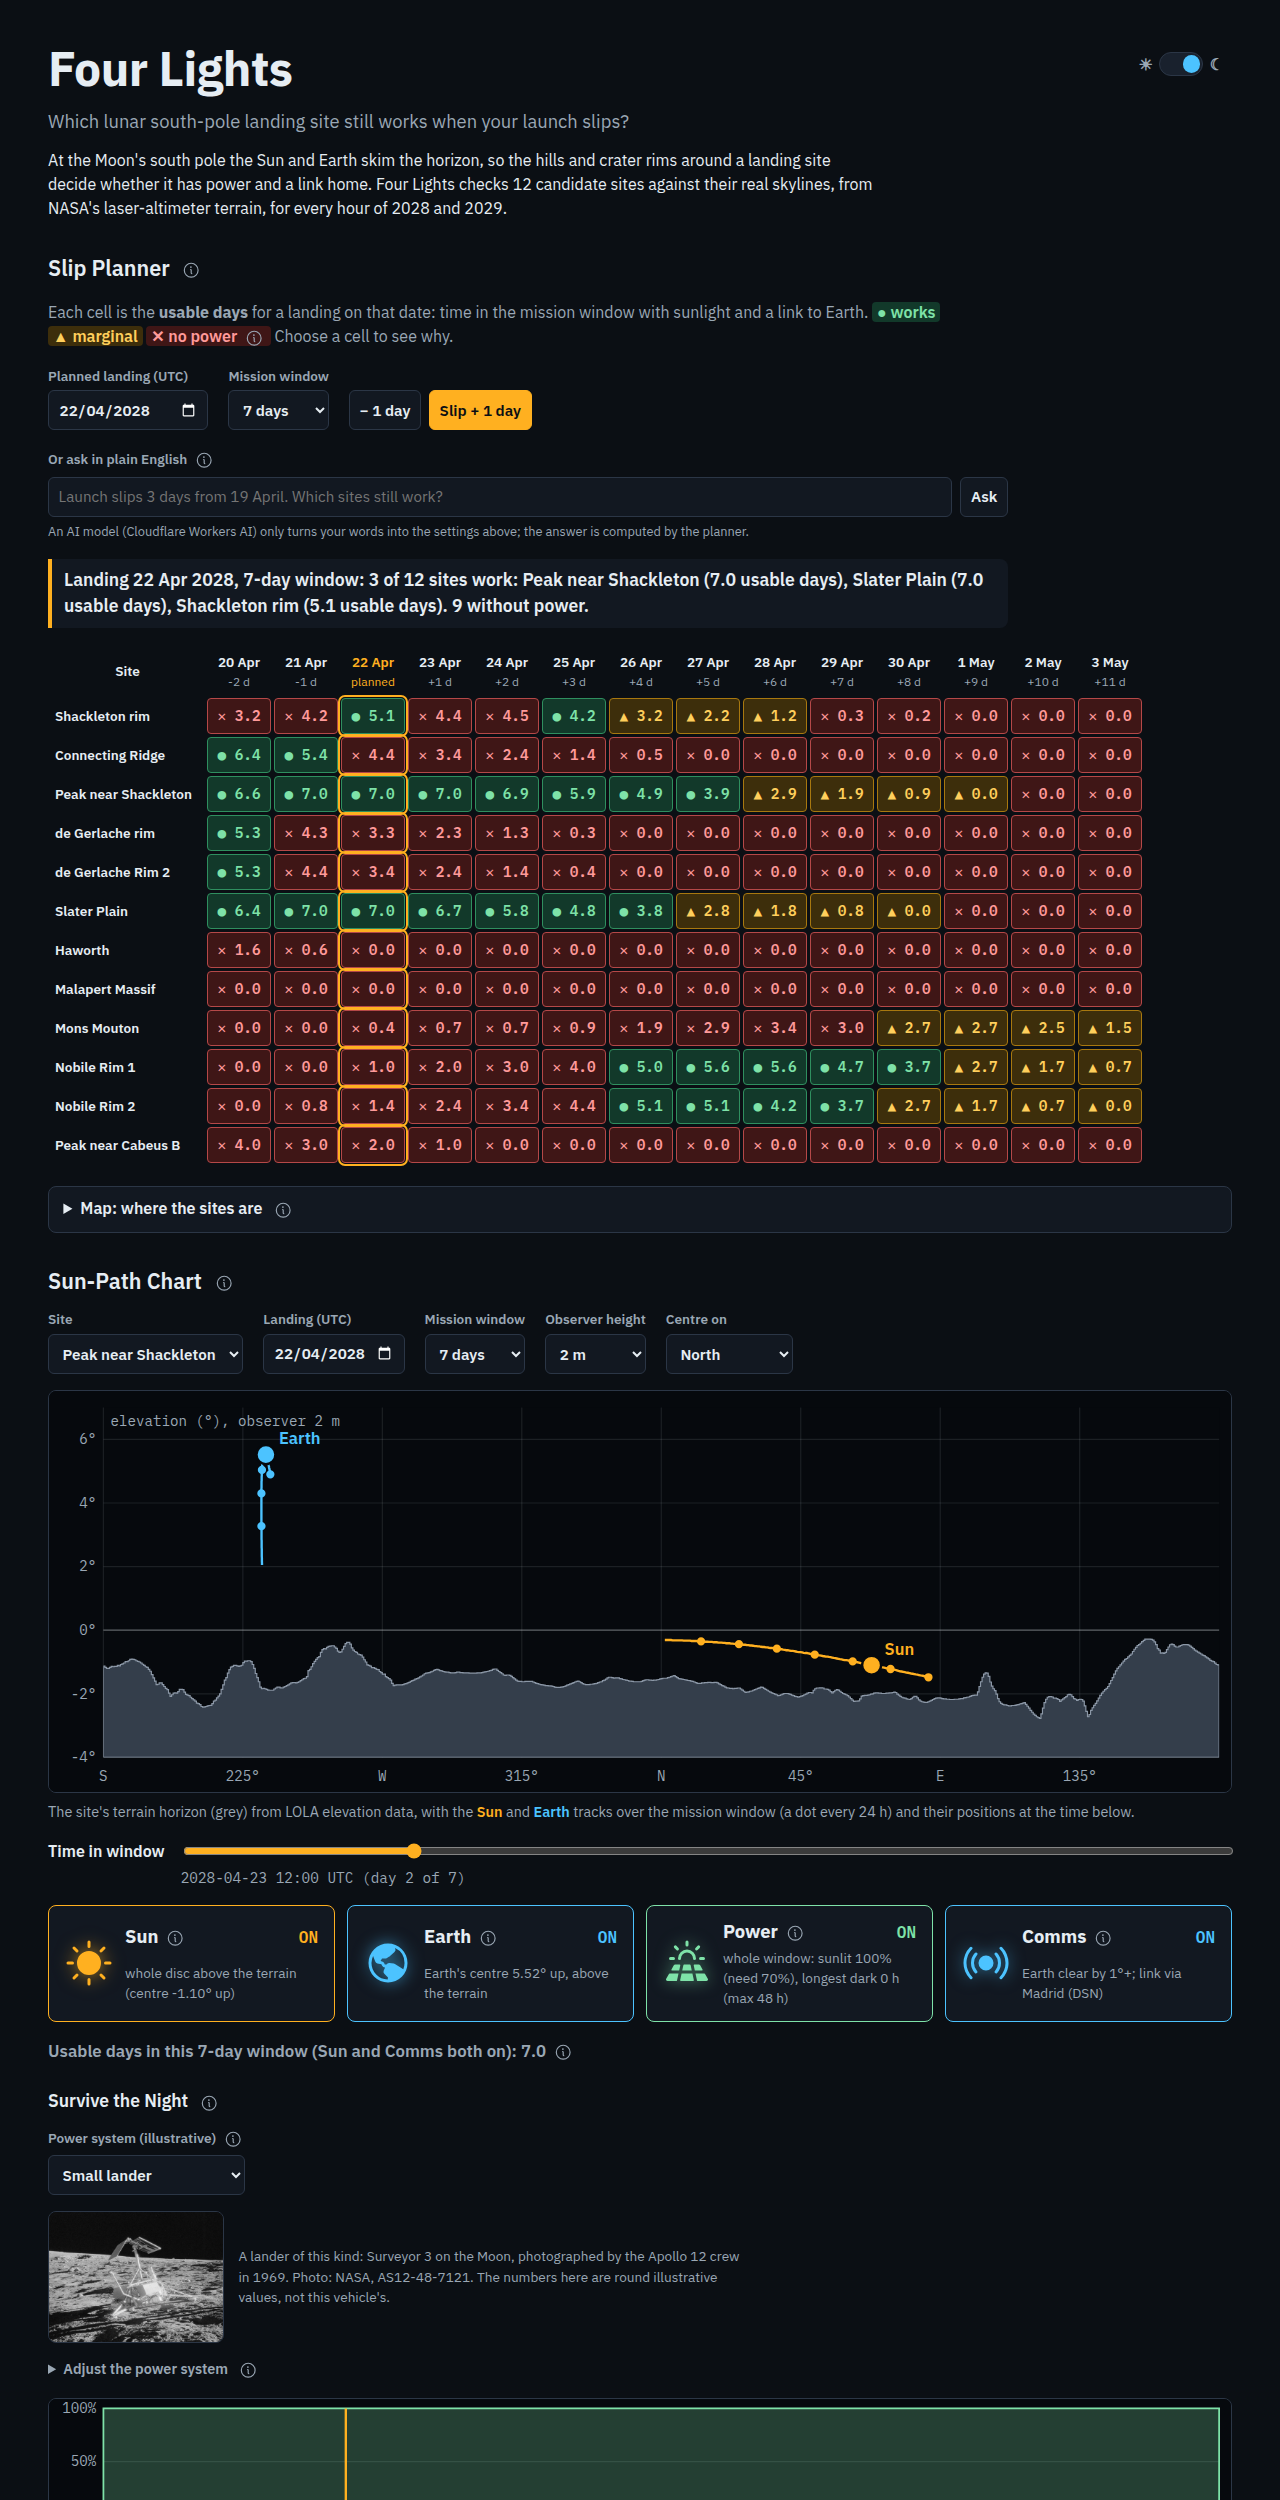 Four Lights
Which lunar south-pole landing site still works when your launch slips?
At the Moon's south pole the Sun and Earth skim the horizon, so the hills and crater rims around a landing site
decide whether it has power and a link home. Four Lights checks 12 candidate sites against their real skylines, from
NASA's laser-altimeter terrain, for every hour of 2028 and 2029.
Slip Planner
Each cell is the usable days for a landing on that date: time in the mission window with sunlight and a link to Earth. ● works
▲ marginal ✕ no power Choose a cell to see why.
Planned landing (UTC) Mission window
22/04/2028 7 days − 1 day Slip + 1 day
Or ask in plain English
Launch slips 3 days from 19 April. Which sites still work? Ask
An AI model (Cloudflare Workers AI) only turns your words into the settings above; the answer is computed by the planner.
Landing 22 Apr 2028, 7-day window: 3 of 12 sites work: Peak near Shackleton (7.0 usable days), Slater Plain (7.0
usable days), Shackleton rim (5.1 usable days). 9 without power.
Site 20 Apr 21 Apr 22 Apr 23 Apr 24 Apr 25 Apr 26 Apr 27 Apr 28 Apr 29 Apr 30 Apr 1 May 2 May 3 May
-2 d -1 d planned +1 d +2 d +3 d +4 d +5 d +6 d +7 d +8 d +9 d +10 d +11 d
Shackleton rim × 3.2 × 4.2 ● 5.1 × 4.4 × 4.5 ● 4.2 ▲ 3.2 ▲ 2.2 ▲ 1.2 × 0.3 × 0.2 × 0.0 × 0.0 × 0.0
Connecting Ridge ● 6.4 ● 5.4 × 4.4 × 3.4 × 2.4 × 1.4 × 0.5 × 0.0 × 0.0 × 0.0 × 0.0 × 0.0 × 0.0 × 0.0
Peak near Shackleton ● 6.6 ● 7.0 ● 7.0 ● 7.0 ● 6.9 ● 5.9 ● 4.9 ● 3.9 ▲ 2.9 ▲ 1.9 ▲ 0.9 ▲ 0.0 × 0.0 × 0.0
de Gerlache rim ● 5.3 × 4.3 × 3.3 × 2.3 × 1.3 × 0.3 × 0.0 × 0.0 × 0.0 × 0.0 × 0.0 × 0.0 × 0.0 × 0.0
de Gerlache Rim 2 ● 5.3 × 4.4 × 3.4 × 2.4 × 1.4 × 0.4 × 0.0 × 0.0 × 0.0 × 0.0 × 0.0 × 0.0 × 0.0 × 0.0
Slater Plain ● 6.4 ● 7.0 ● 7.0 ● 6.7 ● 5.8 ● 4.8 ● 3.8 ▲ 2.8 ▲ 1.8 ▲ 0.8 ▲ 0.0 × 0.0 × 0.0 × 0.0
Haworth × 1.6 × 0.6 × 0.0 × 0.0 × 0.0 × 0.0 × 0.0 × 0.0 × 0.0 × 0.0 × 0.0 × 0.0 × 0.0 × 0.0
Malapert Massif × 0.0 × 0.0 × 0.0 × 0.0 × 0.0 × 0.0 × 0.0 × 0.0 × 0.0 × 0.0 × 0.0 × 0.0 × 0.0 × 0.0
Mons Mouton × 0.0 × 0.0 × 0.4 × 0.7 × 0.7 × 0.9 × 1.9 × 2.9 × 3.4 × 3.0 ▲ 2.7 ▲ 2.7 ▲ 2.5 ▲ 1.5
Nobile Rim 1 × 0.0 × 0.0 × 1.0 × 2.0 × 3.0 × 4.0 ● 5.0 ● 5.6 ● 5.6 ● 4.7 ● 3.7 ▲ 2.7 ▲ 1.7 ▲ 0.7
Nobile Rim 2 × 0.0 × 0.8 × 1.4 × 2.4 × 3.4 × 4.4 ● 5.1 ● 5.1 ● 4.2 ● 3.7 ▲ 2.7 ▲ 1.7 ▲ 0.7 ▲ 0.0
Peak near Cabeus B × 4.0 × 3.0 × 2.0 × 1.0 × 0.0 × 0.0 × 0.0 × 0.0 × 0.0 × 0.0 × 0.0 × 0.0 × 0.0 × 0.0
Map: where the sites are
Sun-Path Chart
Site Landing (UTC) Mission window Observer height Centre on
Peak near Shackleton 22/04/2028 7 days 2 m North
elevation (°), observer 2 m
Earth
6°
4°
2°
0°
Sun
-2°
-4°
S 225° W 315° N 45° E 135°
The site's terrain horizon (grey) from LOLA elevation data, with the Sun and Earth tracks over the mission window (a dot every 24 h) and their positions at the time below.
Time in window
2028-04-23 12:00 UTC (day 2 of 7)
Sun ON
whole disc above the terrain
(centre -1.10° up)
Earth ON
Earth's centre 5.52° up, above
the terrain
Power ON
whole window: sunlit 100%
(need 70%), longest dark 0 h
(max 48 h)
Comms ON
Earth clear by 1°+; link via
Madrid (DSN)
Usable days in this 7-day window (Sun and Comms both on): 7.0
Survive the Night
Power system (illustrative)
Small lander
A lander of this kind: Surveyor 3 on the Moon, photographed by the Apollo 12 crew
in 1969. Photo: NASA, AS12-48-7121. The numbers here are round illustrative
values, not this vehicle's.
Adjust the power system
100%
50%